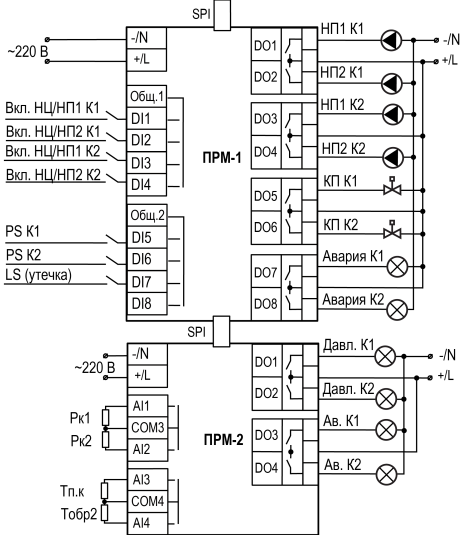 SPI
~220 В
-/N
+/L
Общ.1
Вкл. НЦ/НП1 К1
DI1
Вкл. НЦ/НП2 К1
DI2
Вкл. НЦ/НП1 К2
DI3
Вкл. НЦ/НП2 К2
DI4
Общ.2
PS К1
DI5
PS К2
DI6
LS (утечка)
DI7
DI8
ПРМ-1
DO1
НП1 К1
DO2
НП2 К1
DO3
НП1 К2
DO4
НП2 К2
DO5
КП К1
DO6
КП К2
DO7
Авария К1
DO8
Авария К2
-/N
+/L
SPI
~220 В
-/N
+/L
Рк1
AI1
COM3
Рк2
AI2
Тп.к
AI3
COM4
Тобр2
AI4
ПРМ-2
DO1
Давл. К1
DO2
Давл. К2
DO3
Ав. К1
DO4
Ав. К2
-/N
+/L